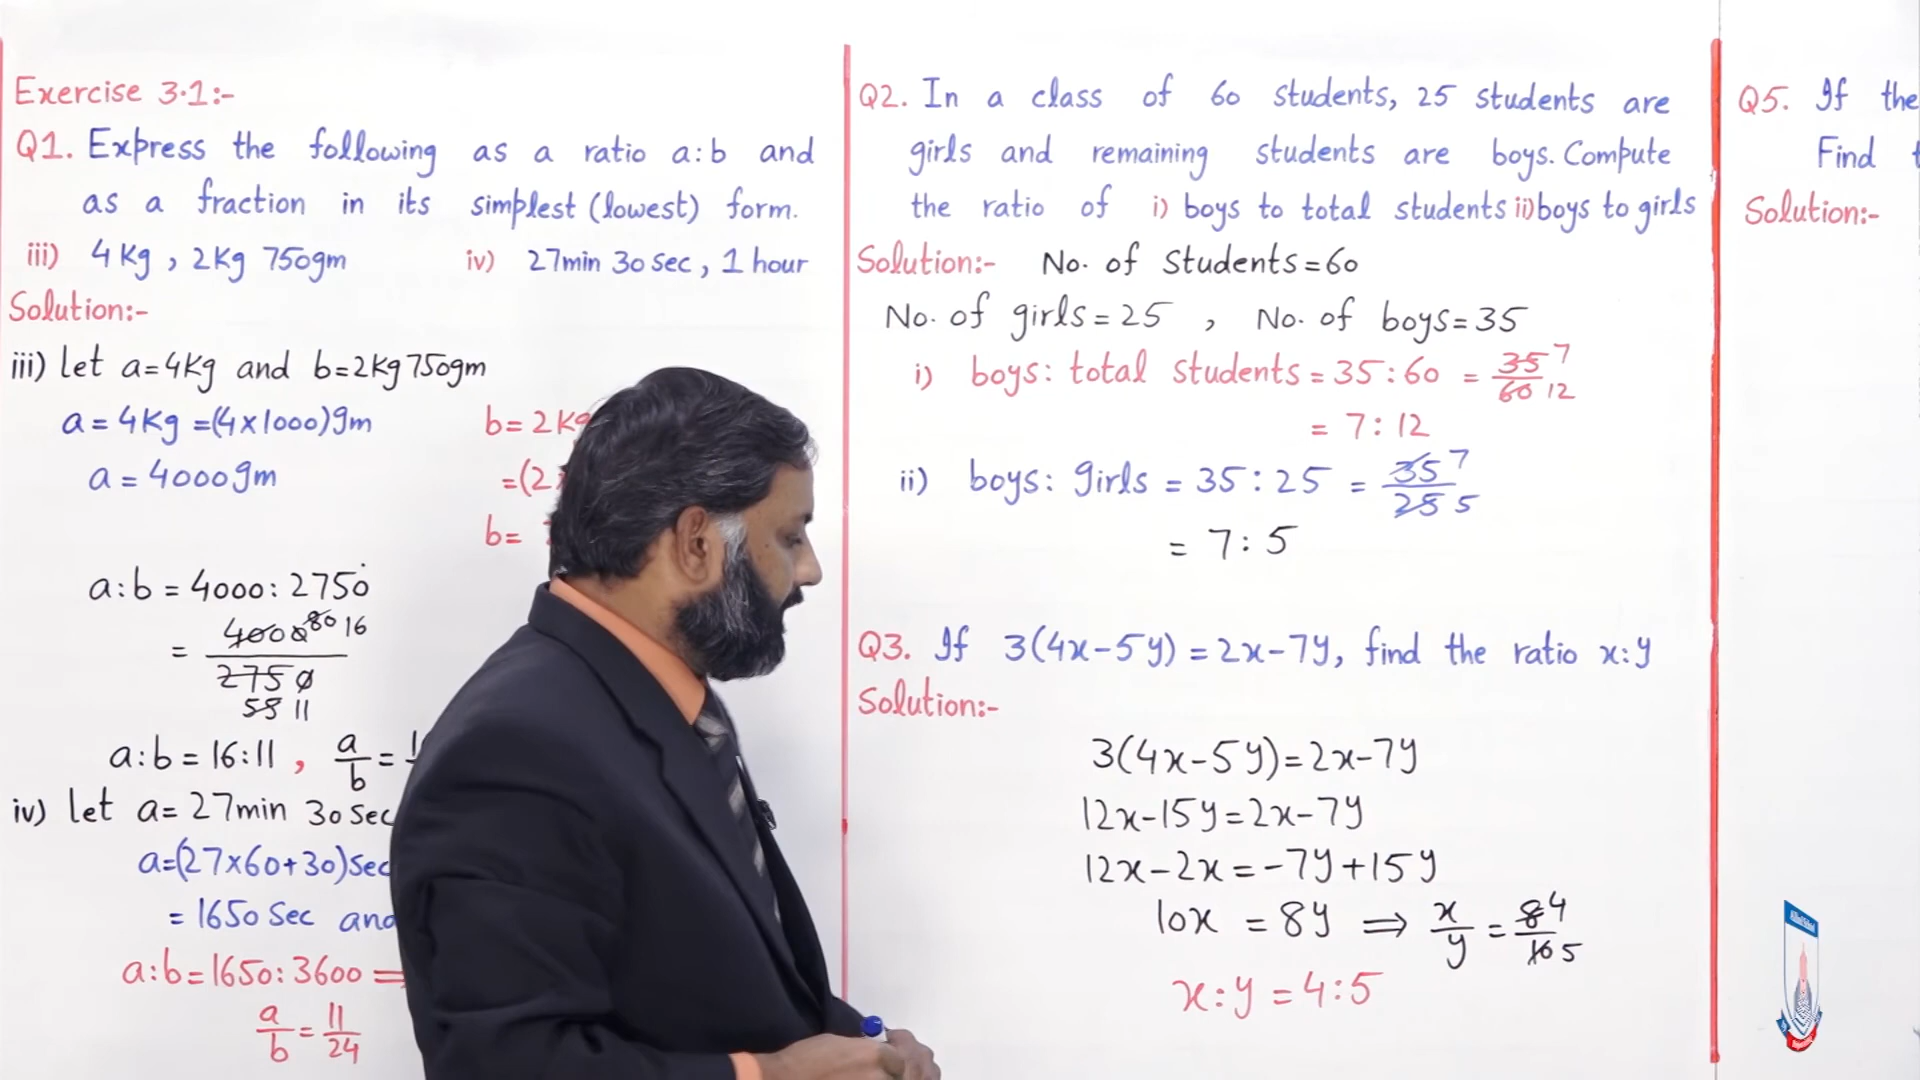 Exercise 3.1:-
Q1. Express the following as a ratio a:b and
as a fraction in its simplest (lowest) form.
iii) 4 Kg , 2Kg 750gm iv) 27min 30 sec, 1 hour
Solution:-
iii) let a=4Kg and b=2Kg 750gm
a = 4Kg =(4×1000)gm b= 2Kg
a = 4000gm =(2
b=
a:b = 4000:2750
= 4000 80 16
2750
55 11
a:b = 16:11 , a/b =
iv) let a= 27min 30 sec
a=(27×60+30)sec
= 1650 Sec and
a:b=1650:3600 =
a/b = 11/24
Q2. In a class of 60 students, 25 students are
girls and remaining students are boys. Compute
the ratio of i) boys to total students ii) boys to girls
Solution:- No. of Students=60
No. of girls=25 , No. of boys=35
i) boys: total students = 35:60 = 35 7 / 60 12
= 7:12
ii) boys: girls = 35:25 = 35 7 / 25 5
= 7:5
Q3. If 3(4x-5y)=2x-7y, find the ratio x:y
Solution:-
3(4x-5y)=2x-7y
12x-15y=2x-7y
12x-2x=-7y+15y
10x = 8y ⇒ x/y = 8 4 / 10 5
x:y = 4:5
Q5. If the
Find
Solution:-